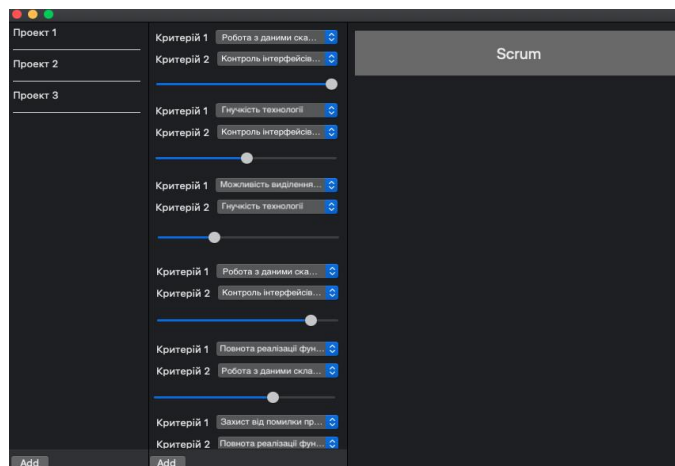 Проект 1
Проект 2
Проект 3
Add
Критерій 1 Робота з даними ска...
Критерій 2 Контроль інтерфейсів...
Критерій 1 Гнучкість технології
Критерій 2 Контроль інтерфейсів...
Критерій 1 Можливість виділення...
Критерій 2 Гнучкість технології
Критерій 1 Робота з даними ска...
Критерій 2 Контроль інтерфейсів...
Критерій 1 Повнота реалізації фун...
Критерій 2 Робота з даними скла...
Критерій 1 Захист від помилки пр...
Критерій 2 Повнота реалізації фун...
Add
Scrum